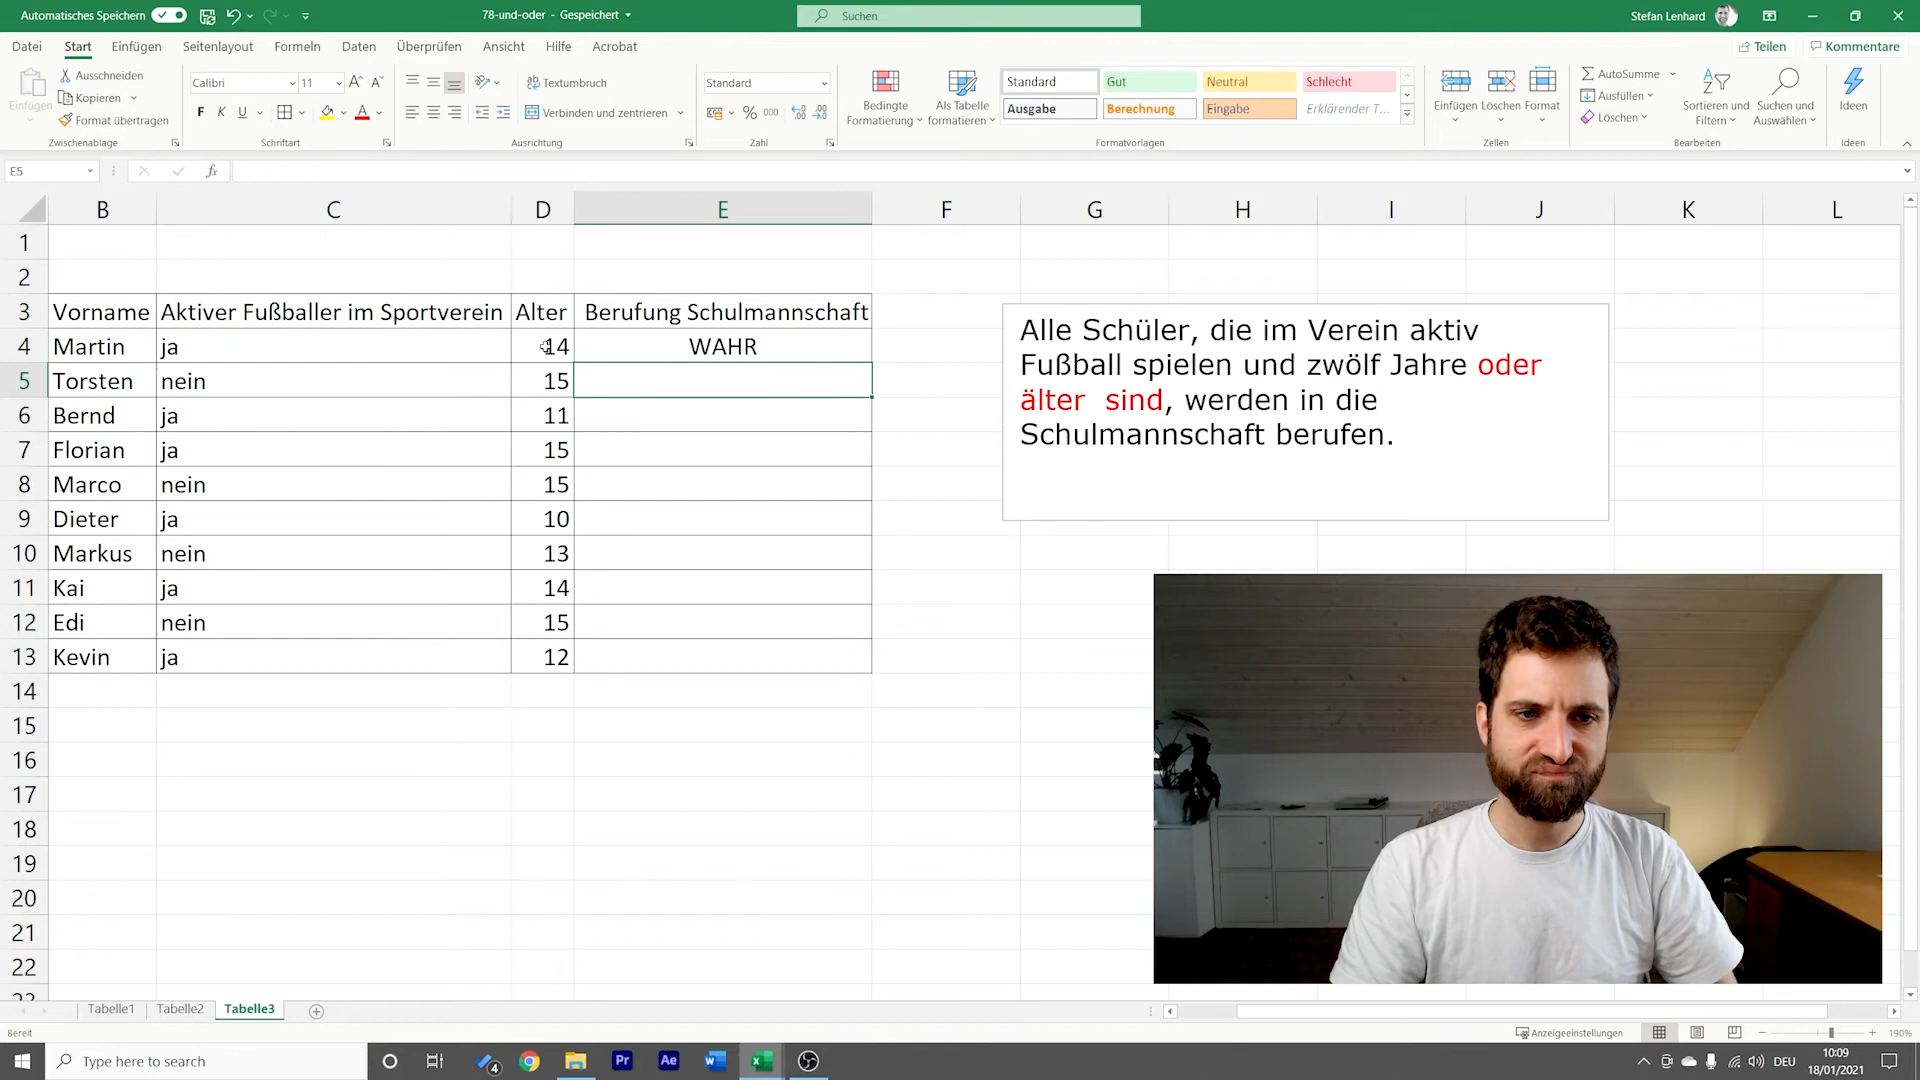 Automatisches Speichern
78-und-oder - Gespeichert
Suchen
Stefan Lenhard
Datei Start Einfügen Seitenlayout Formeln Daten Überprüfen Ansicht Hilfe Acrobat
Teilen Kommentare
Einfügen
Ausschneiden
Kopieren
Format übertragen
Zwischenablage
Calibri 11
F K U
Schriftart
Textumbruch
Verbinden und zentrieren
Ausrichtung
Standard
% 000
Zahl
Bedingte Formatierung
Als Tabelle formatieren
Standard Gut Neutral Schlecht
Ausgabe Berechnung Eingabe Erklärender T...
Formatvorlagen
Einfügen Löschen Format
Zellen
AutoSumme
Ausfüllen
Löschen
Sortieren und Filtern
Suchen und Auswählen
Bearbeiten
Ideen
Ideen
E5 fx
B C D E F G H I J K L
1
2
3 Vorname Aktiver Fußballer im Sportverein Alter Berufung Schulmannschaft
4 Martin ja 14 WAHR
5 Torsten nein 15
6 Bernd ja 11
7 Florian ja 15
8 Marco nein 15
9 Dieter ja 10
10 Markus nein 13
11 Kai ja 14
12 Edi nein 15
13 Kevin ja 12
14
15
16
17
18
19
20
21
22
23
Alle Schüler, die im Verein aktiv
Fußball spielen und zwölf Jahre oder
älter sind, werden in die
Schulmannschaft berufen.
Tabelle1 Tabelle2 Tabelle3
Bereit
Anzeigeeinstellungen
190%
Type here to search
4
Pr
Ae
DEU
10:09
18/01/2021